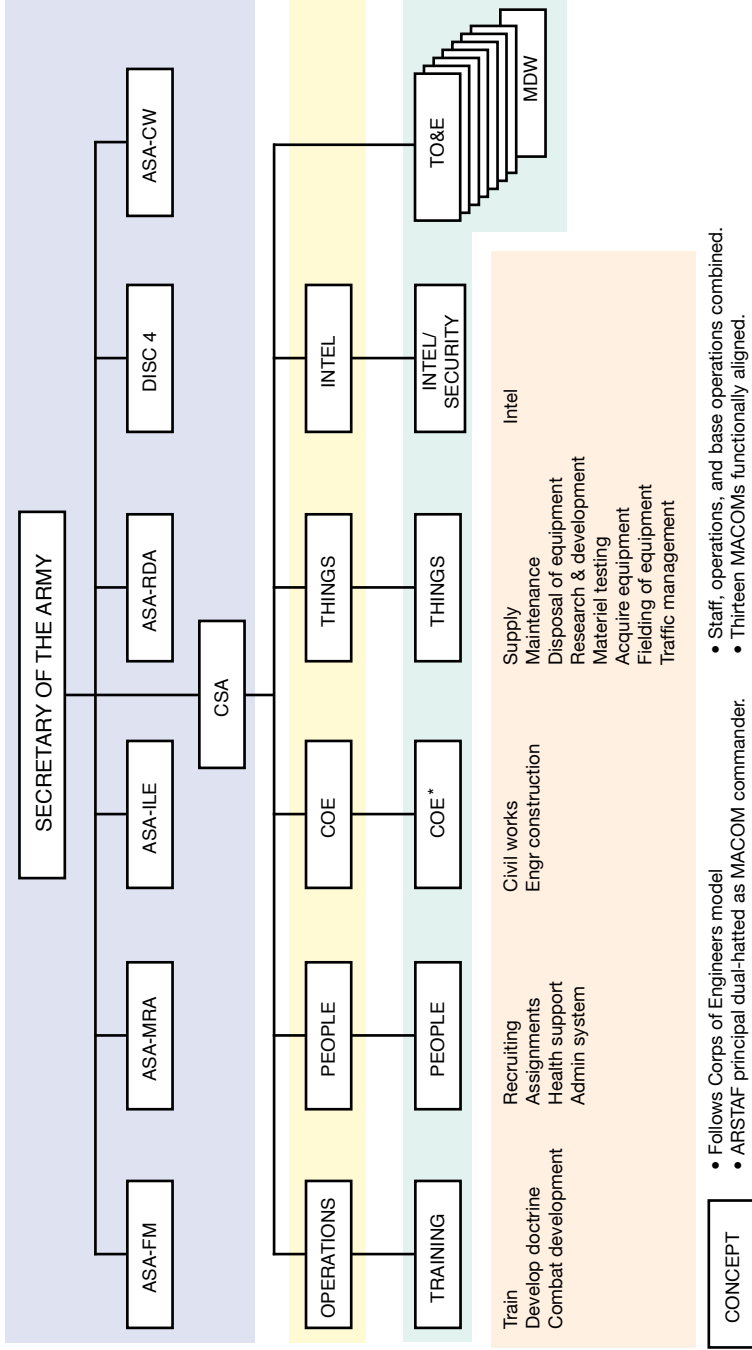 SECRETARY OF THE ARMY
ASA-FM
ASA-MRA
ASA-ILE
ASA-RDA
DISC 4
ASA-CW
CSA
OPERATIONS
PEOPLE
COE
THINGS
INTEL
TRAINING
PEOPLE
COE *
THINGS
INTEL/
SECURITY
TO&E
MDW
Train
Develop doctrine
Combat development
Recruiting
Assignments
Health support
Admin system
Civil works
Engr construction
Supply
Maintenance
Disposal of equipment
Research & development
Materiel testing
Acquire equipment
Fielding of equipment
Traffic management
Intel
CONCEPT
• Follows Corps of Engineers model
• ARSTAF principal dual-hatted as MACOM commander.
• Staff, operations, and base operations combined.
• Thirteen MACOMs functionally aligned.